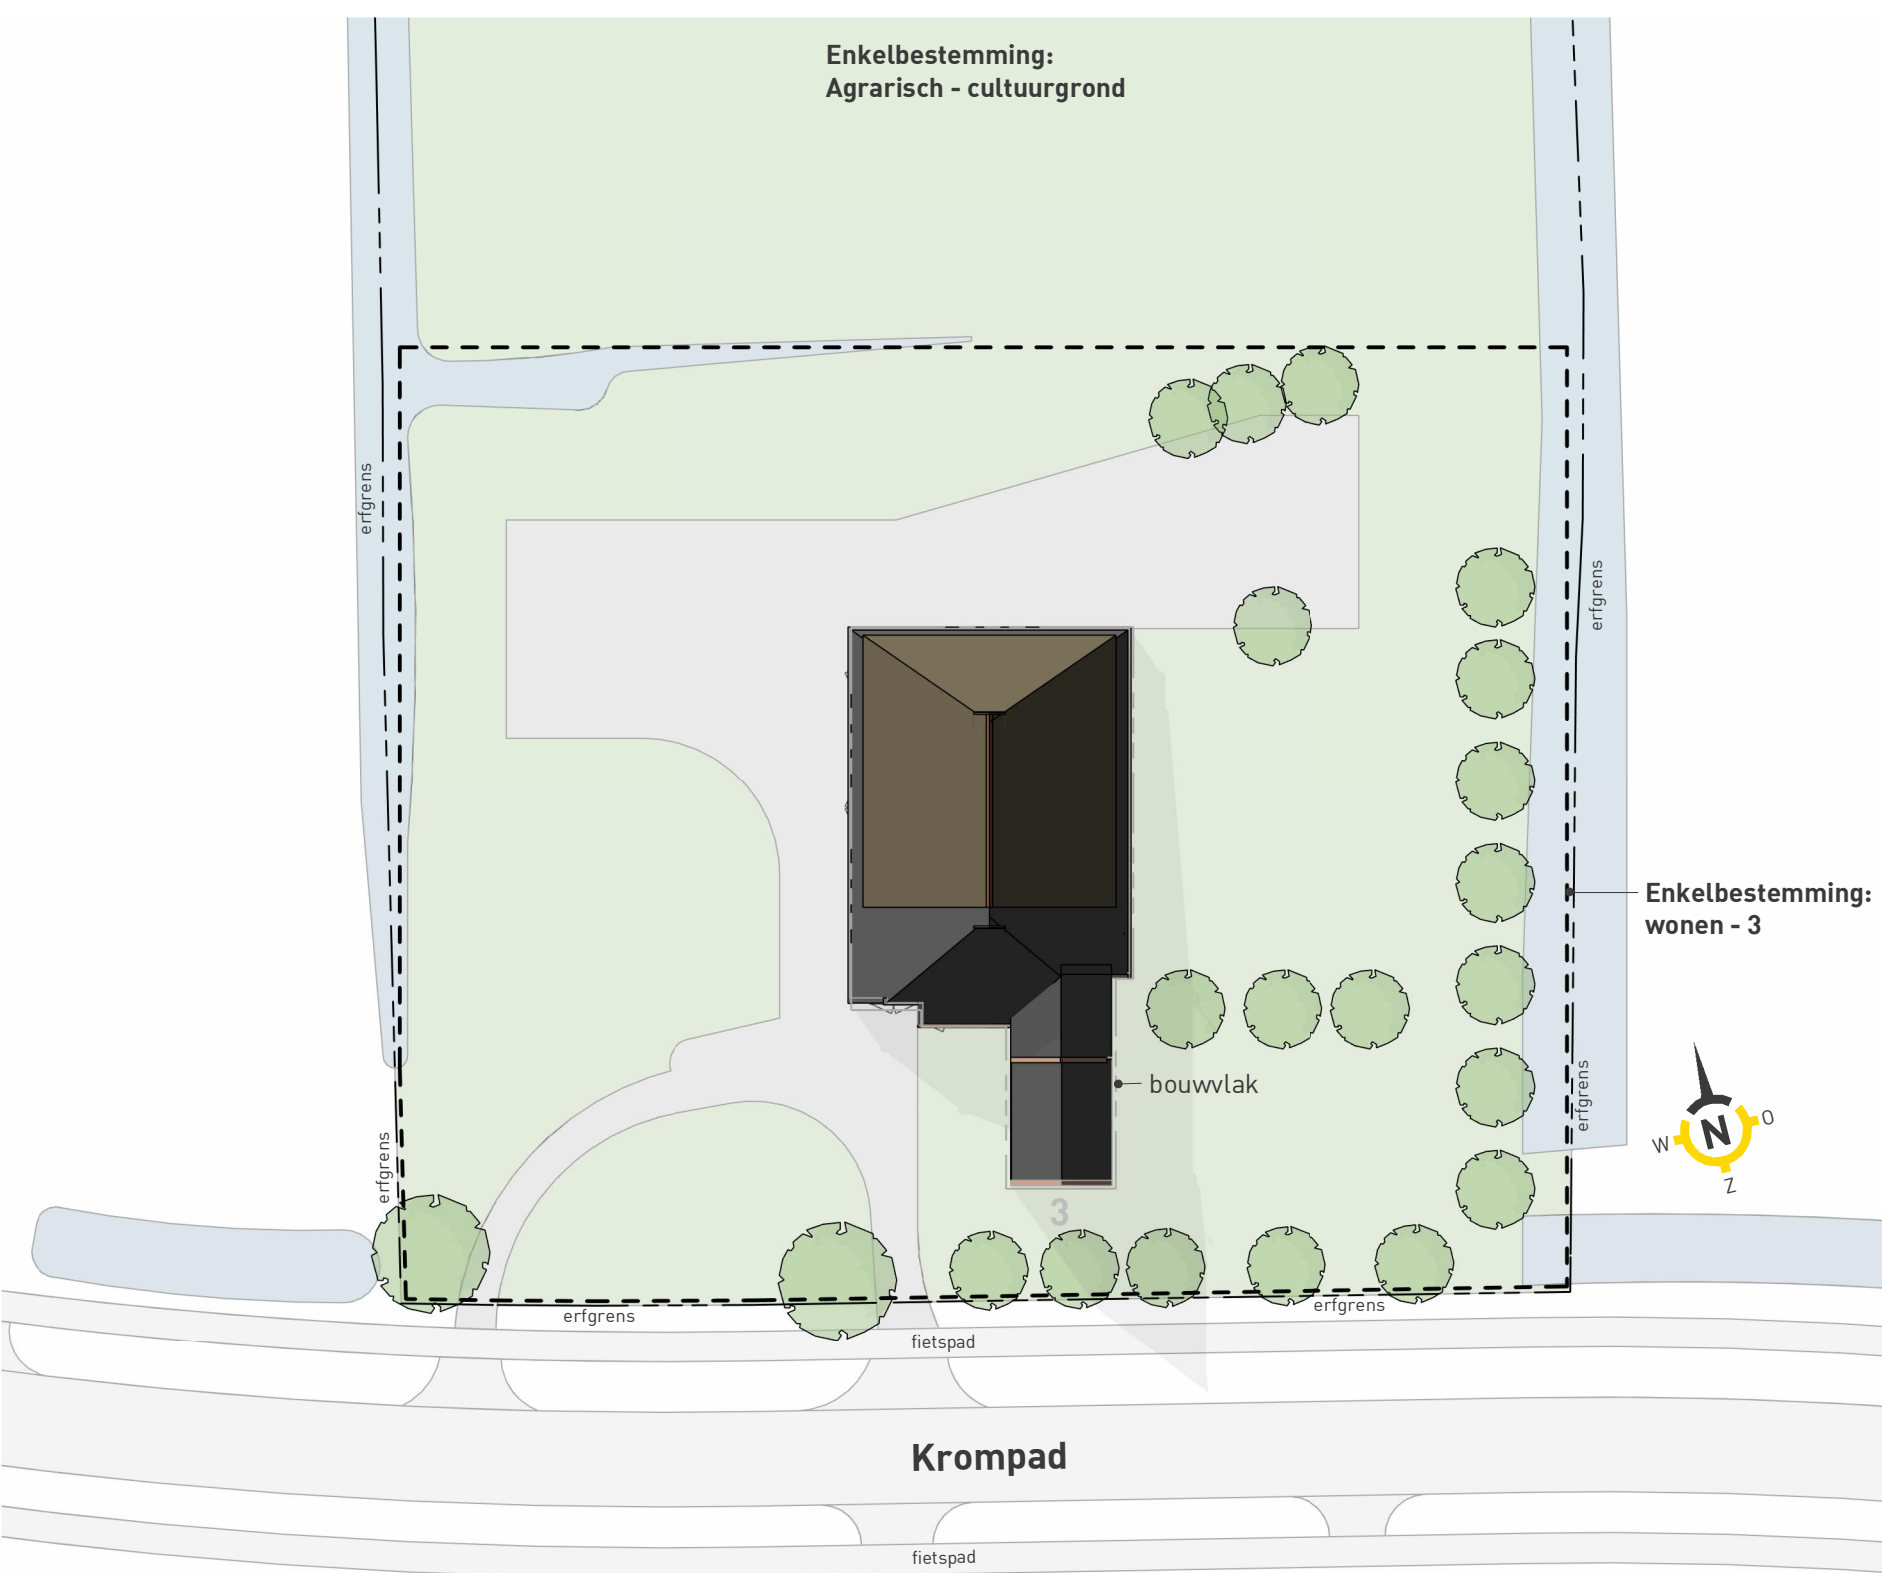 Enkelbestemming:
Agrarisch - cultuurgrond
erfgrens
erfgrens
Enkelbestemming:
wonen - 3
bouwvlak
erfgrens
erfgrens
N
O
W
Z
3
erfgrens
erfgrens
fietspad
Krompad
fietspad